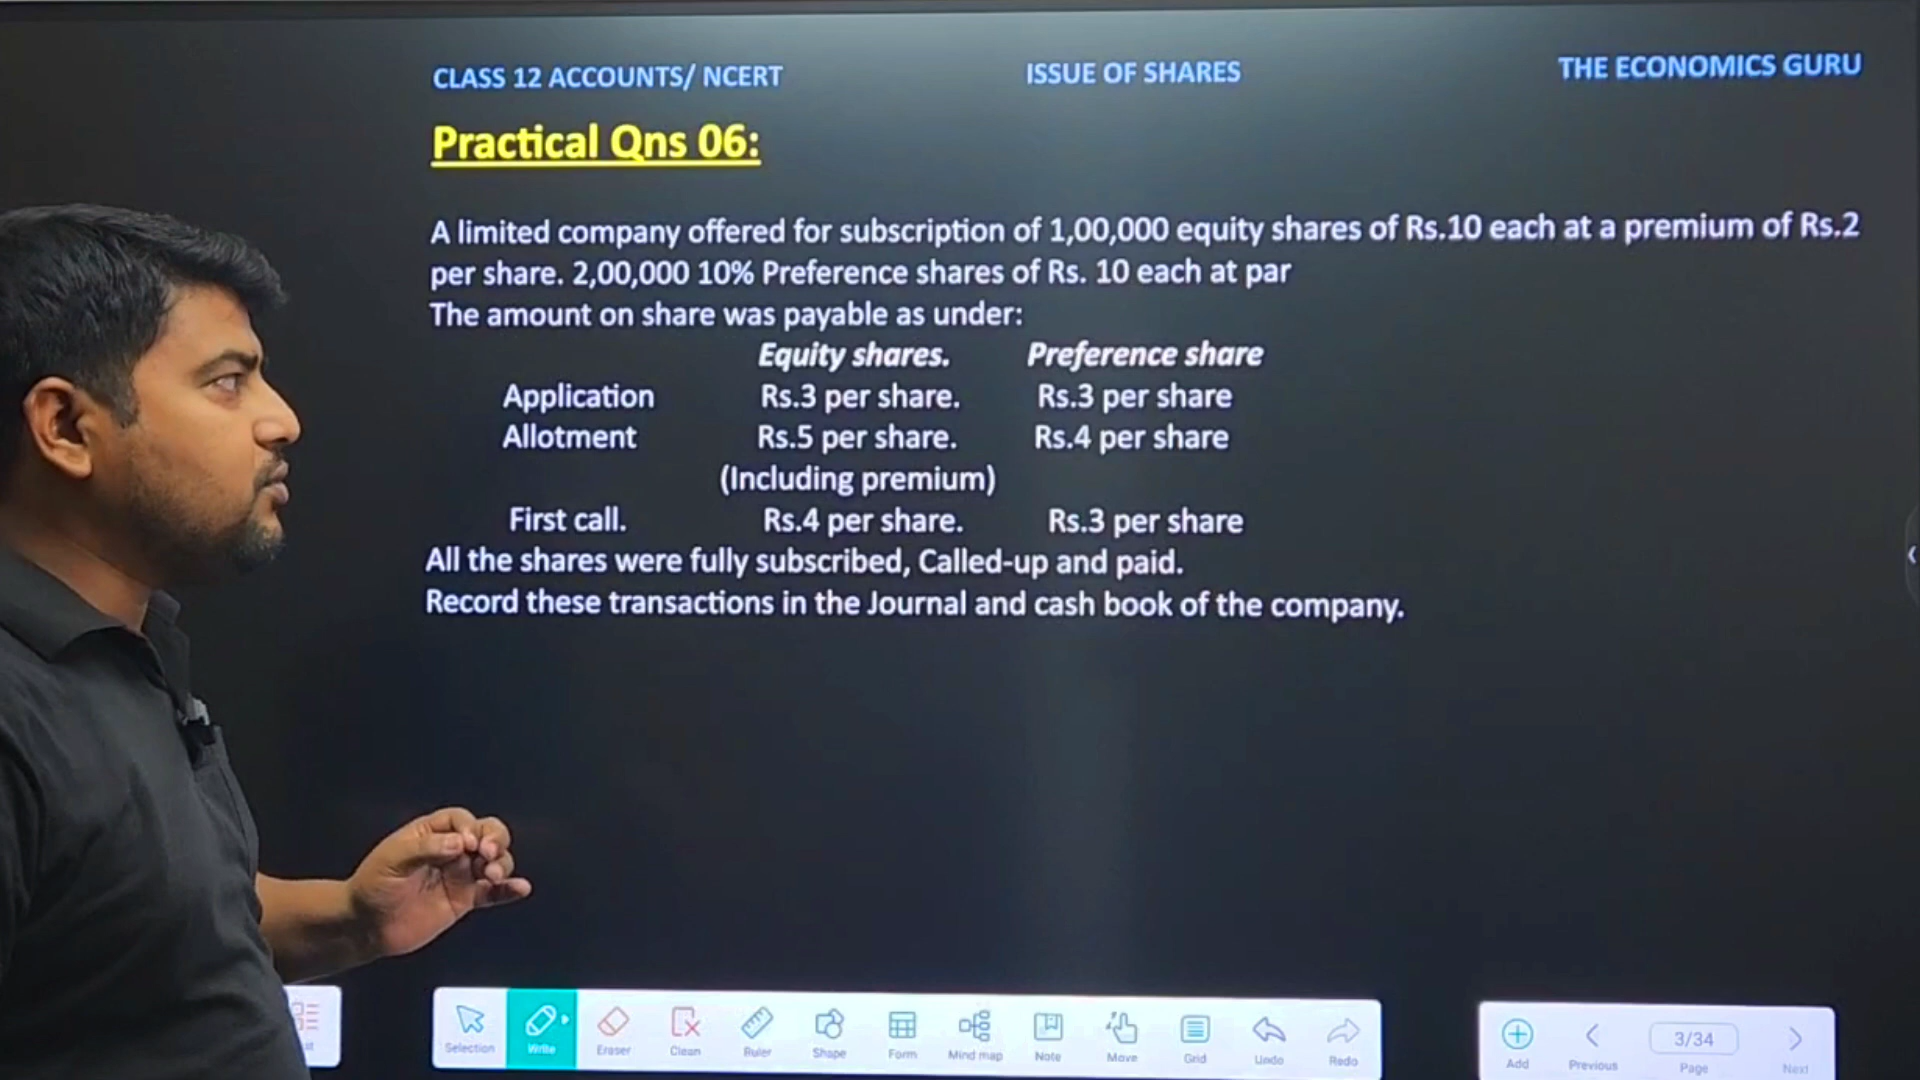 CLASS 12 ACCOUNTS/ NCERT ISSUE OF SHARES THE ECONOMICS GURU
Practical Qns 06:
A limited company offered for subscription of 1,00,000 equity shares of Rs.10 each at a premium of Rs.2
per share. 2,00,000 10% Preference shares of Rs. 10 each at par
The amount on share was payable as under:
Equity shares. Preference share
Application Rs.3 per share. Rs.3 per share
Allotment Rs.5 per share. Rs.4 per share
(Including premium)
First call. Rs.4 per share. Rs.3 per share
All the shares were fully subscribed, Called-up and paid.
Record these transactions in the Journal and cash book of the company.
Selection Write Eraser Clean Ruler Shape Form Mind map Note Move Grid Undo Redo
3/34
Add Previous Page Next